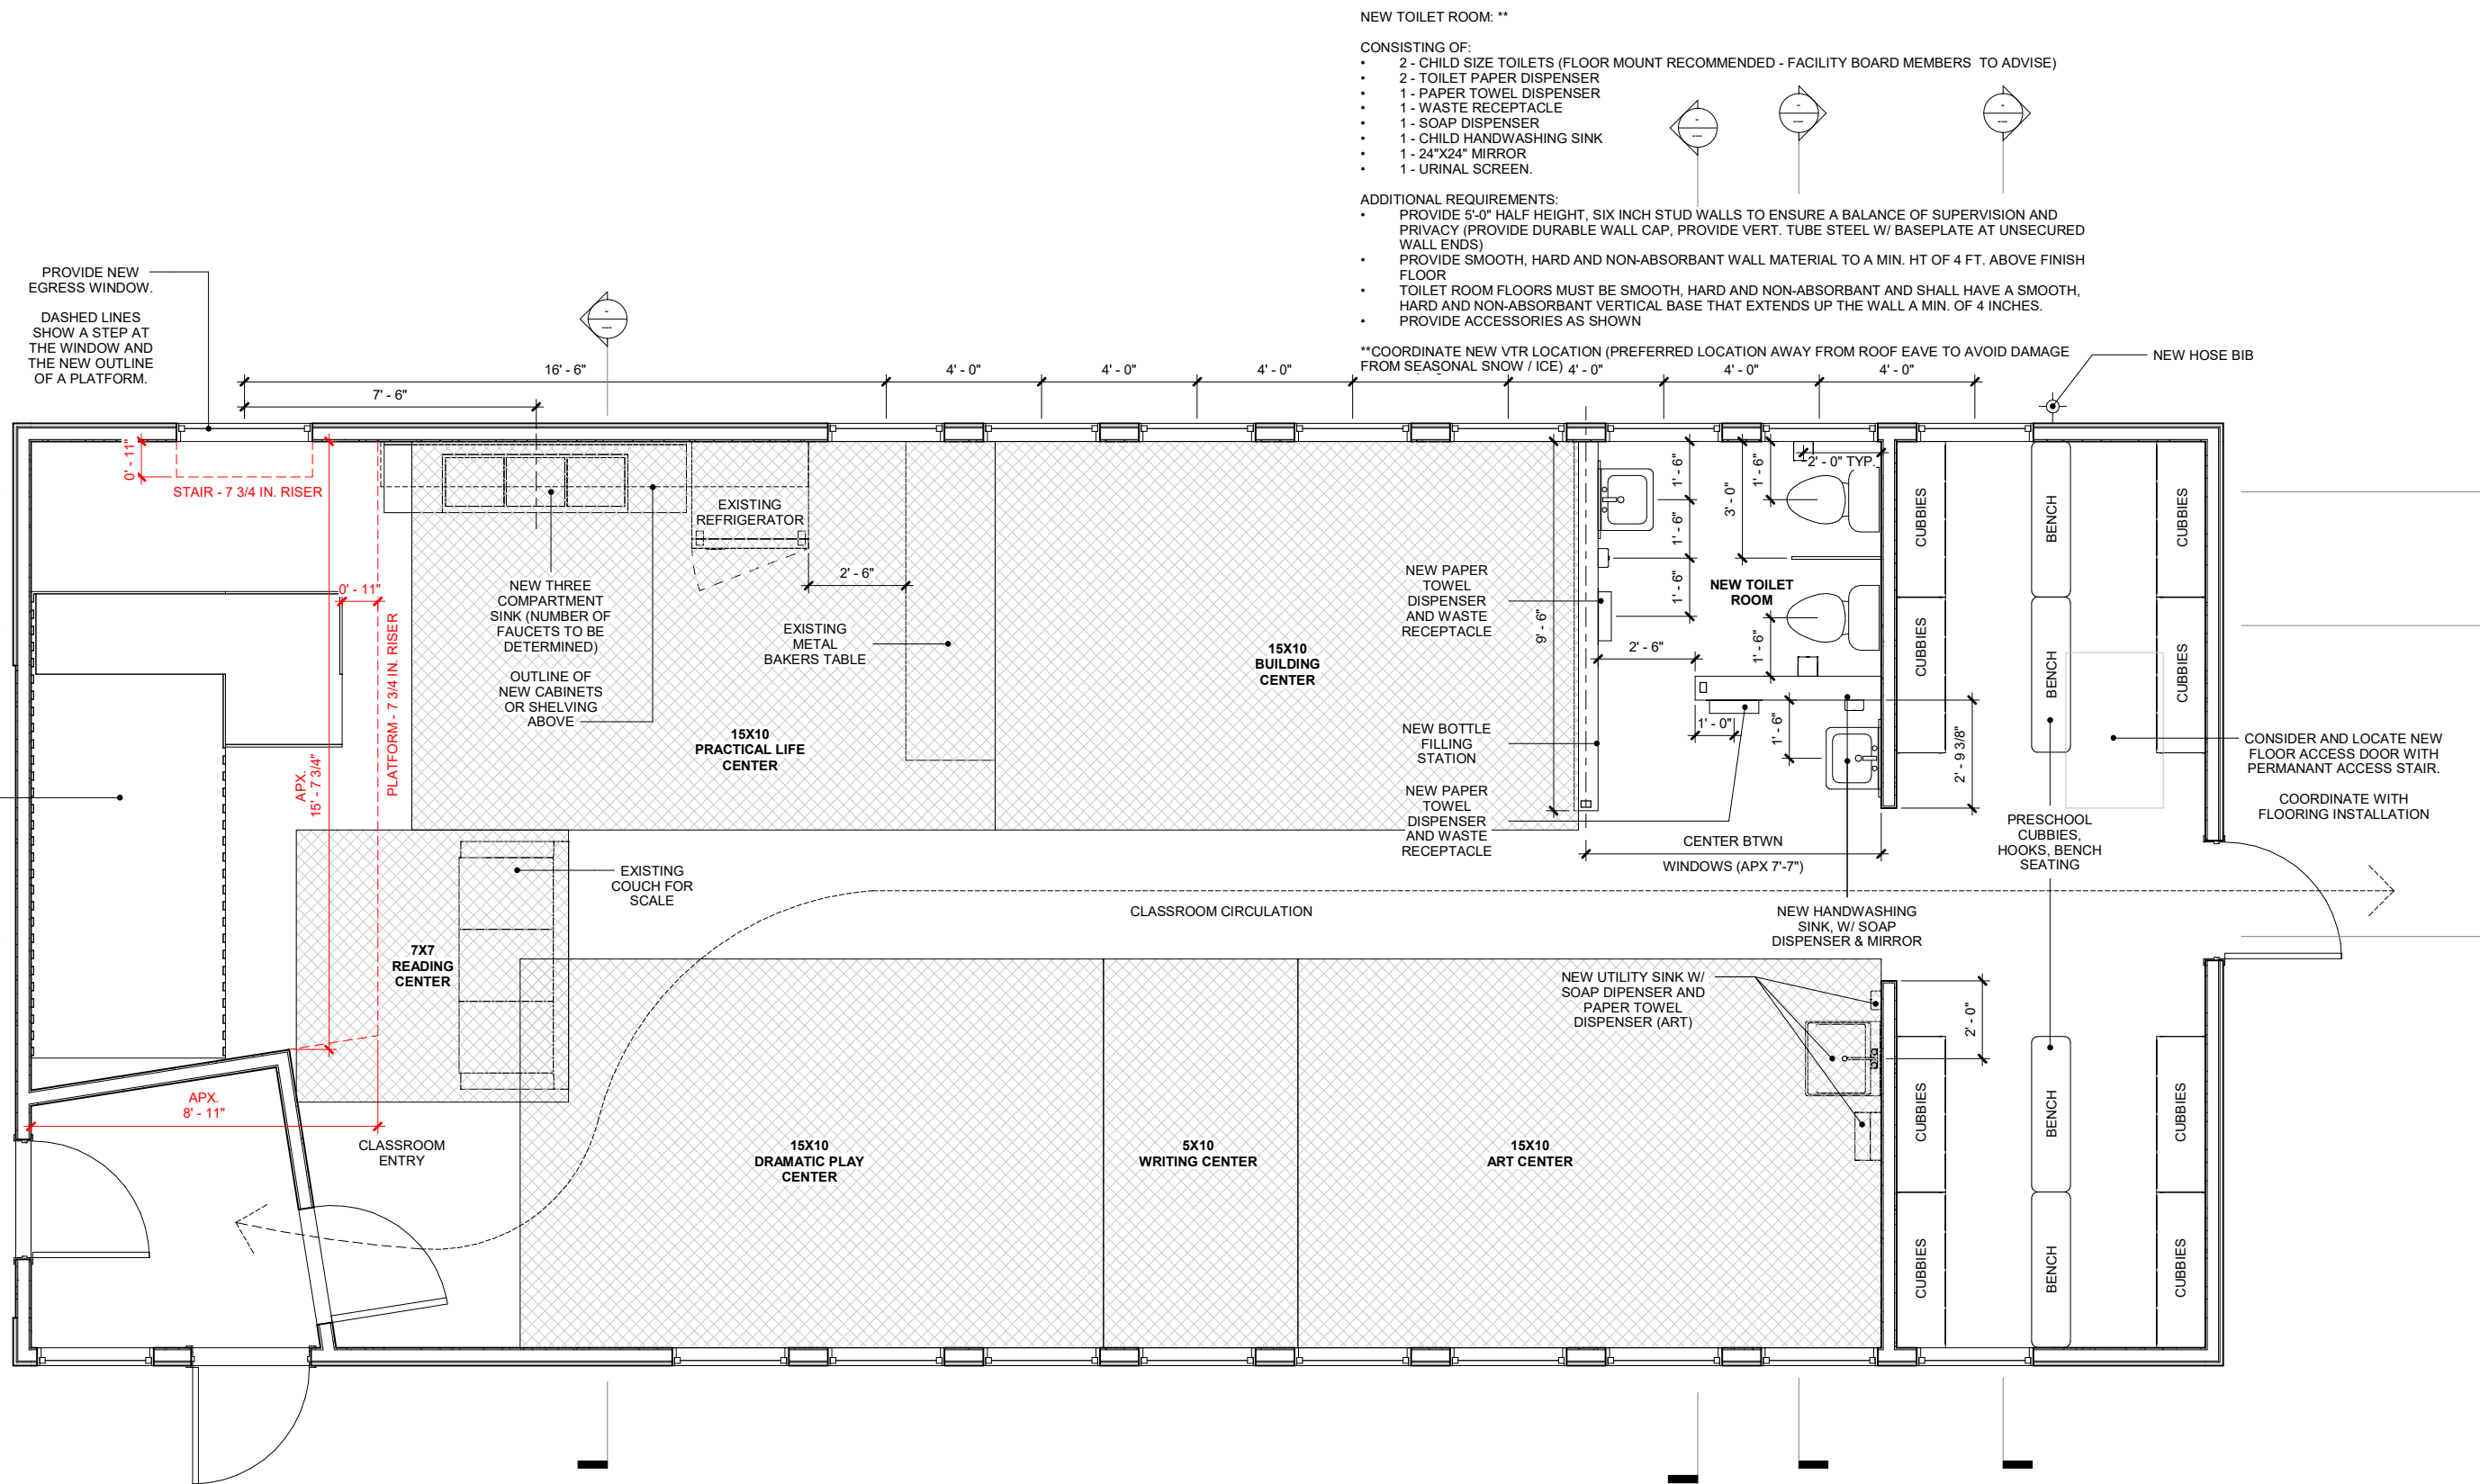 NEW TOILET ROOM: **
CONSISTING OF:
• 2 - CHILD SIZE TOILETS (FLOOR MOUNT RECOMMENDED - FACILITY BOARD MEMBERS TO ADVISE)
• 2 - TOILET PAPER DISPENSER
• 1 - PAPER TOWEL DISPENSER
• 1 - WASTE RECEPTACLE
• 1 - SOAP DISPENSER
• 1 - CHILD HANDWASHING SINK
• 1 - 24"X24" MIRROR
• 1 - URINAL SCREEN.
ADDITIONAL REQUIREMENTS:
• PROVIDE 5'-0" HALF HEIGHT, SIX INCH STUD WALLS TO ENSURE A BALANCE OF SUPERVISION AND
PRIVACY (PROVIDE DURABLE WALL CAP, PROVIDE VERT. TUBE STEEL W/ BASEPLATE AT UNSECURED
WALL ENDS)
• PROVIDE SMOOTH, HARD AND NON-ABSORBANT WALL MATERIAL TO A MIN. HT OF 4 FT. ABOVE FINISH
FLOOR
• TOILET ROOM FLOORS MUST BE SMOOTH, HARD AND NON-ABSORBANT AND SHALL HAVE A SMOOTH,
HARD AND NON-ABSORBANT VERTICAL BASE THAT EXTENDS UP THE WALL A MIN. OF 4 INCHES.
• PROVIDE ACCESSORIES AS SHOWN
**COORDINATE NEW VTR LOCATION (PREFERRED LOCATION AWAY FROM ROOF EAVE TO AVOID DAMAGE
FROM SEASONAL SNOW / ICE)
-
---
-
---
-
---
-
---
PROVIDE NEW
EGRESS WINDOW.
DASHED LINES
SHOW A STEP AT
THE WINDOW AND
THE NEW OUTLINE
OF A PLATFORM.
NEW HOSE BIB
16' - 6"
4' - 0"
4' - 0"
4' - 0"
4' - 0"
4' - 0"
4' - 0"
7' - 6"
0' - 11"
STAIR - 7 3/4 IN. RISER
0' - 11"
PLATFORM - 7 3/4 IN. RISER
APX.
15' - 7 3/4"
APX.
8' - 11"
EXISTING
REFRIGERATOR
2' - 6"
NEW THREE
COMPARTMENT
SINK (NUMBER OF
FAUCETS TO BE
DETERMINED)
OUTLINE OF
NEW CABINETS
OR SHELVING
ABOVE
EXISTING
METAL
BAKERS TABLE
15X10
PRACTICAL LIFE
CENTER
15X10
BUILDING
CENTER
NEW PAPER
TOWEL
DISPENSER
AND WASTE
RECEPTACLE
NEW BOTTLE
FILLING
STATION
NEW PAPER
TOWEL
DISPENSER
AND WASTE
RECEPTACLE
9' - 6"
1' - 6"
1' - 6"
1' - 6"
3' - 0"
1' - 6"
2' - 0" TYP.
NEW TOILET
ROOM
1' - 6"
2' - 6"
1' - 0"
1' - 6"
2' - 9 3/8"
CENTER BTWN
WINDOWS (APX 7'-7")
CUBBIES
CUBBIES
BENCH
BENCH
CUBBIES
CUBBIES
CONSIDER AND LOCATE NEW
FLOOR ACCESS DOOR WITH
PERMANANT ACCESS STAIR.
COORDINATE WITH
FLOORING INSTALLATION
PRESCHOOL
CUBBIES,
HOOKS, BENCH
SEATING
EXISTING
COUCH FOR
SCALE
7X7
READING
CENTER
CLASSROOM CIRCULATION
NEW HANDWASHING
SINK, W/ SOAP
DISPENSER & MIRROR
NEW UTILITY SINK W/
SOAP DIPENSER AND
PAPER TOWEL
DISPENSER (ART)
2' - 0"
CLASSROOM
ENTRY
15X10
DRAMATIC PLAY
CENTER
5X10
WRITING CENTER
15X10
ART CENTER
CUBBIES
CUBBIES
BENCH
BENCH
CUBBIES
CUBBIES